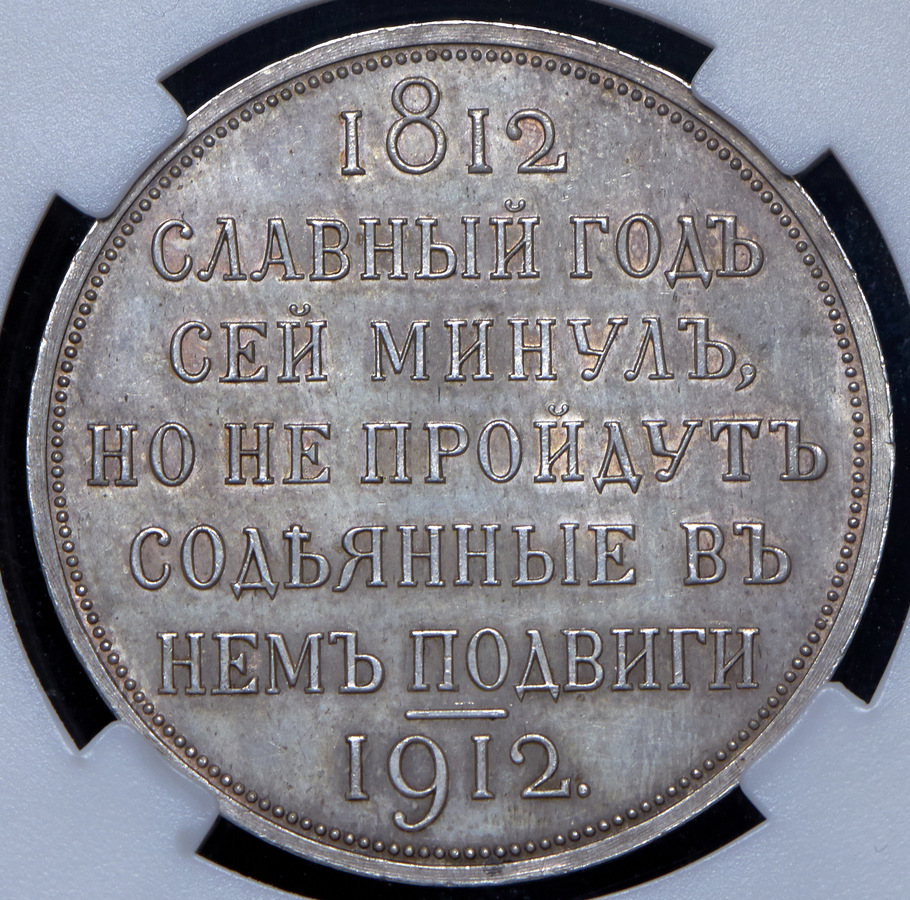 1812
СЛАВНЫЙ ГОДЪ
СЕЙ МИНУЛЪ,
НО НЕ ПРОЙДУТЪ
СОДѢЯННЫЕ ВЪ
НЕМЪ ПОДВИГИ
1912.